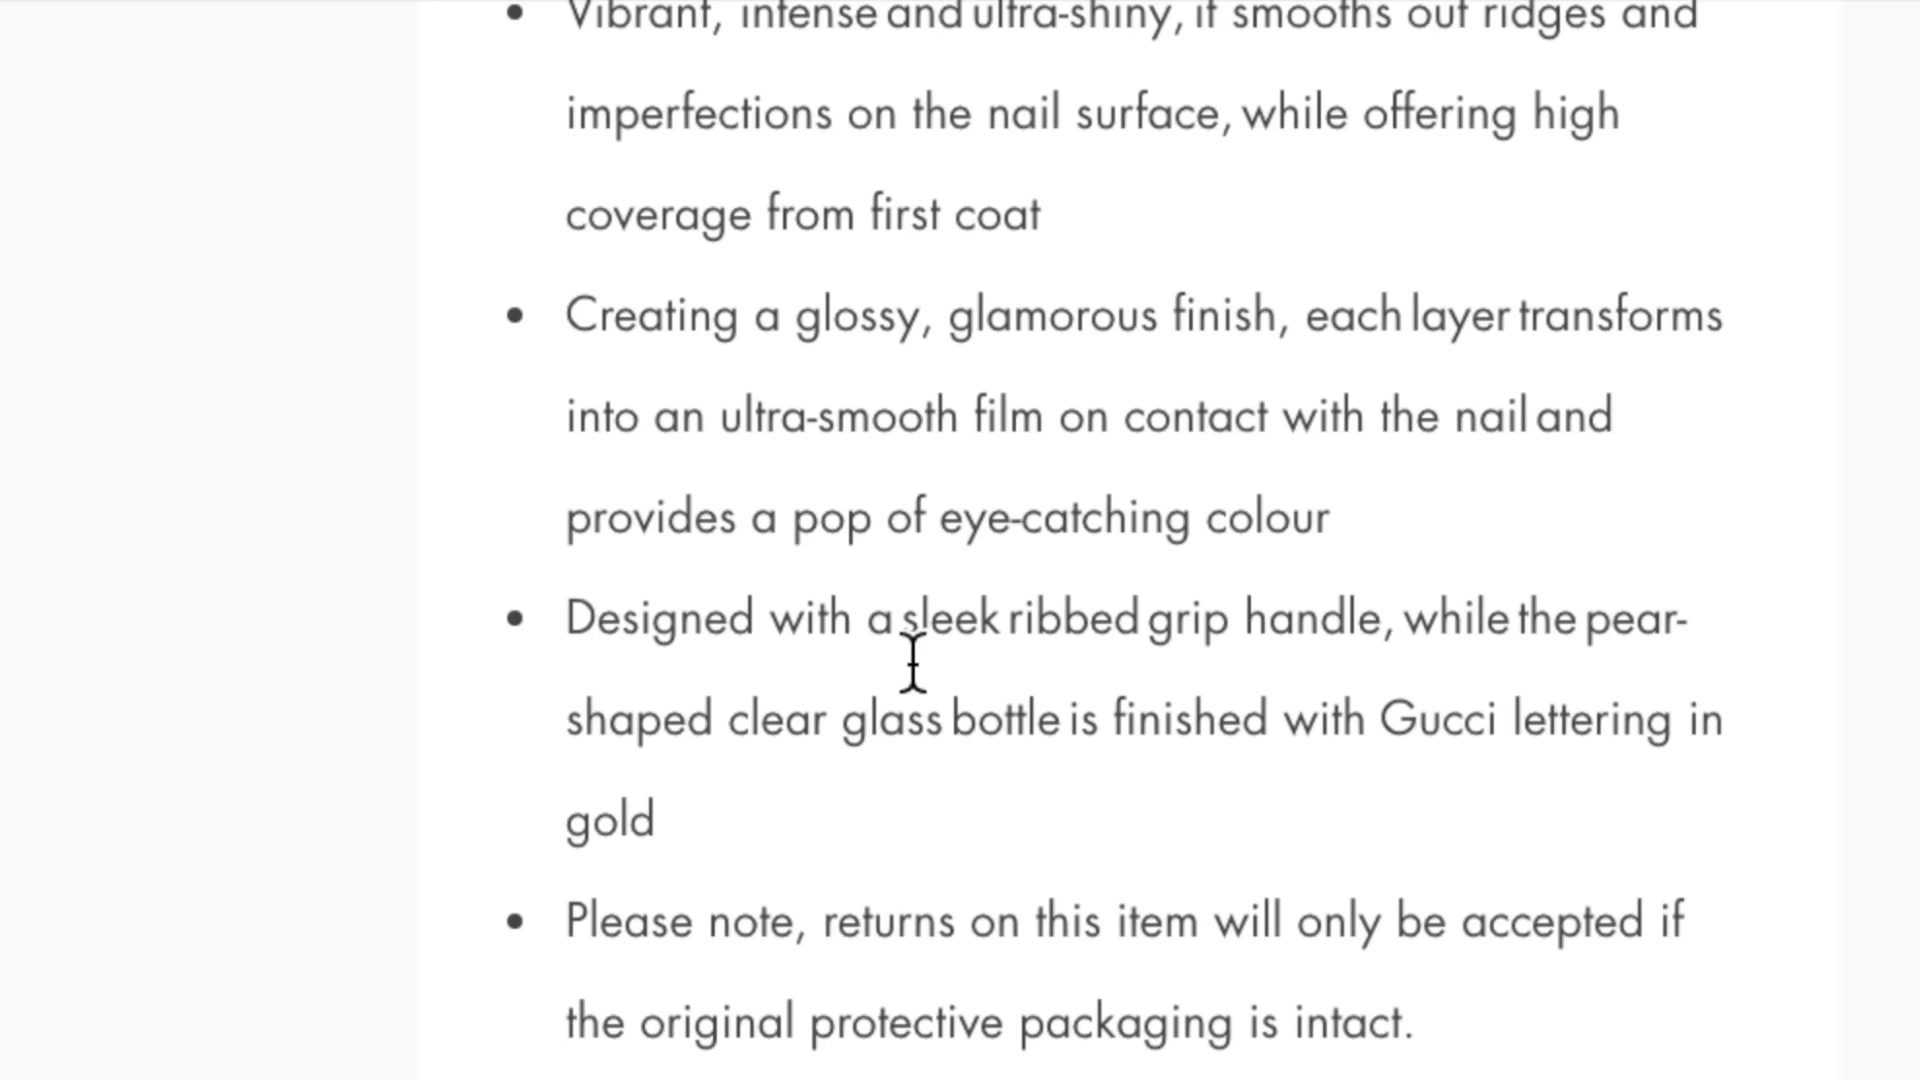 • Vibrant, intense and ultra-shiny, it smooths out ridges and
imperfections on the nail surface, while offering high
coverage from first coat
• Creating a glossy, glamorous finish, each layer transforms
into an ultra-smooth film on contact with the nail and
provides a pop of eye-catching colour
• Designed with a sleek ribbed grip handle, while the pear-
shaped clear glass bottle is finished with Gucci lettering in
gold
• Please note, returns on this item will only be accepted if
the original protective packaging is intact.